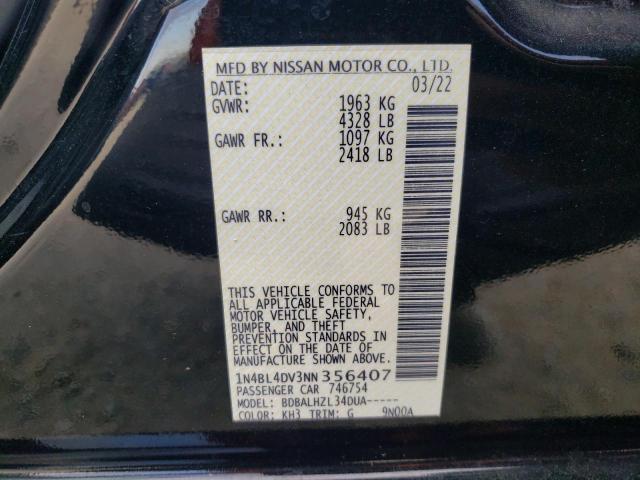 MFD BY NISSAN MOTOR CO., LTD.
DATE: 03/22
GVWR: 1963 KG
4328 LB
GAWR FR.: 1097 KG
2418 LB
GAWR RR.: 945 KG
2083 LB
THIS VEHICLE CONFORMS TO
ALL APPLICABLE FEDERAL
MOTOR VEHICLE SAFETY,
BUMPER, AND THEFT
PREVENTION STANDARDS IN
EFFECT ON THE DATE OF
MANUFACTURE SHOWN ABOVE.
1N4BL4DV3NN356407
PASSENGER CAR 746754
MODEL: BDBALHZL34DUA-----
COLOR: KH3 TRIM: G 9N00A